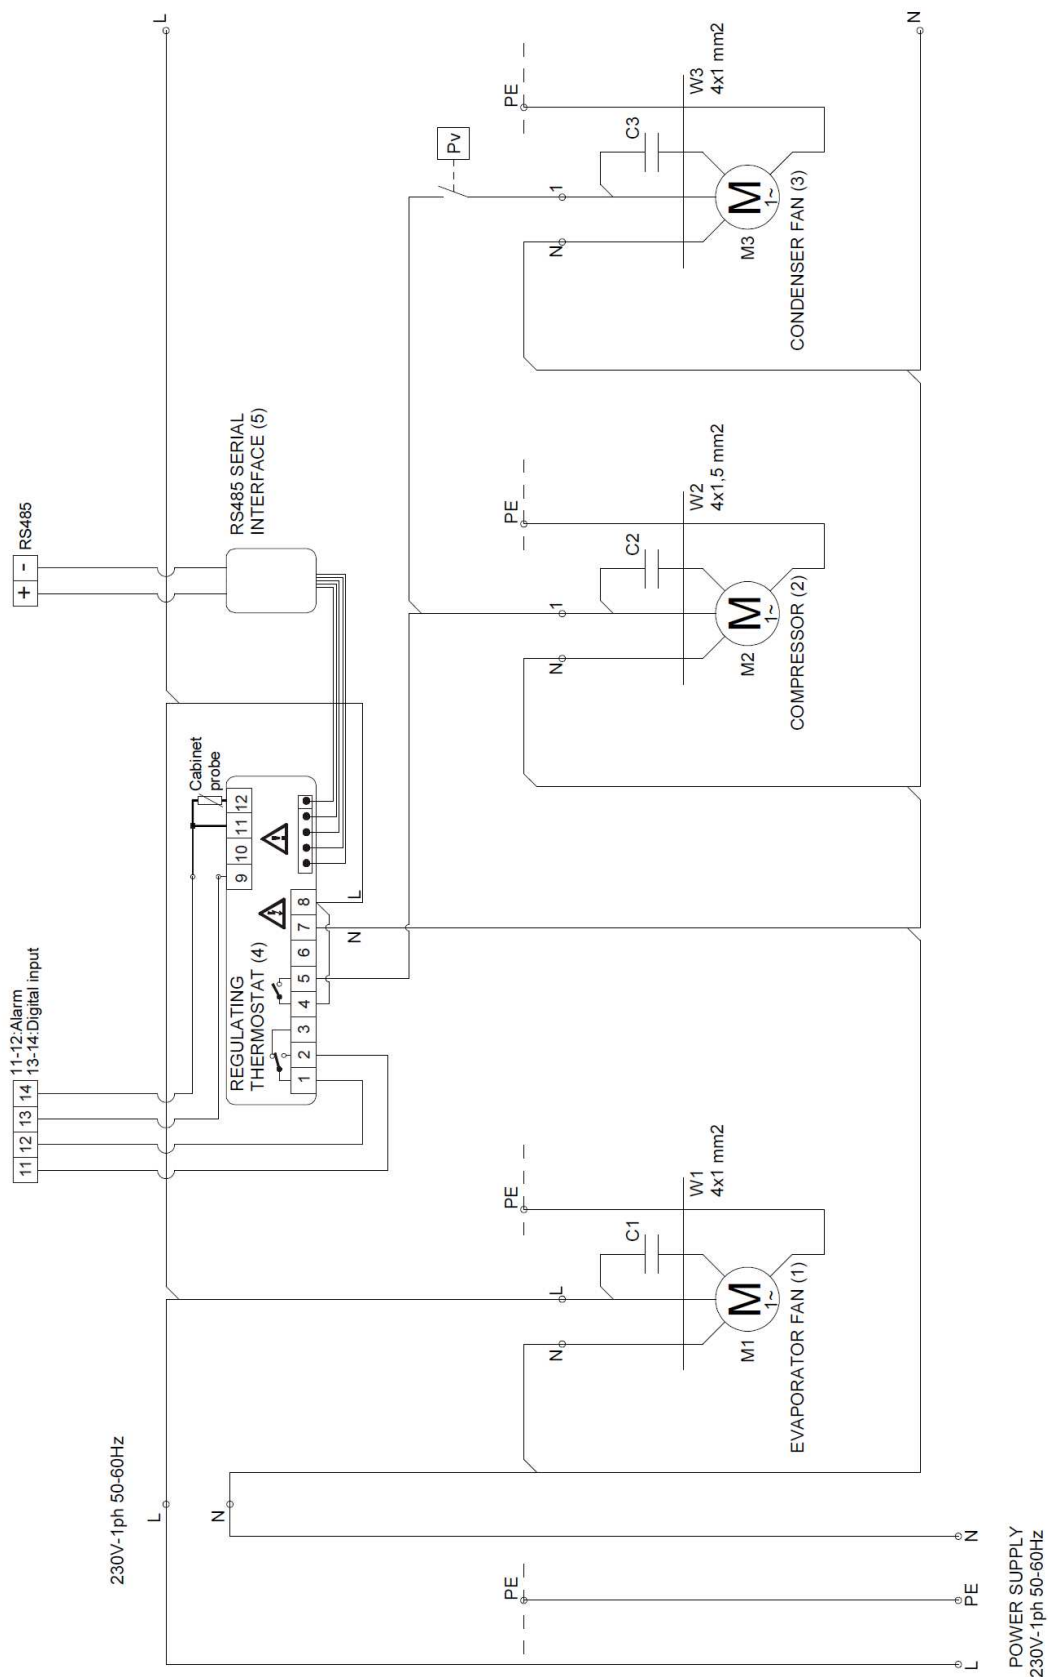 L
N
11-12:Alarm
13-14:Digital input
11 12 13 14
+ -
RS485
RS485 SERIAL
INTERFACE (5)
230V-1ph 50-60Hz
L
N
REGULATING
THERMOSTAT (4)
1 2 3 4 5 6 7 8
9 10 11 12
Cabinet
probe
N
L
Pv
PE
N
L
C1
W1
4x1 mm2
M
1~
M1
EVAPORATOR FAN (1)
PE
N
1
C2
W2
4x1,5 mm2
M
1~
M2
COMPRESSOR (2)
PE
N
1
C3
W3
4x1 mm2
M
1~
M3
CONDENSER FAN (3)
PE
L
PE
N
POWER SUPPLY
230V-1ph 50-60Hz